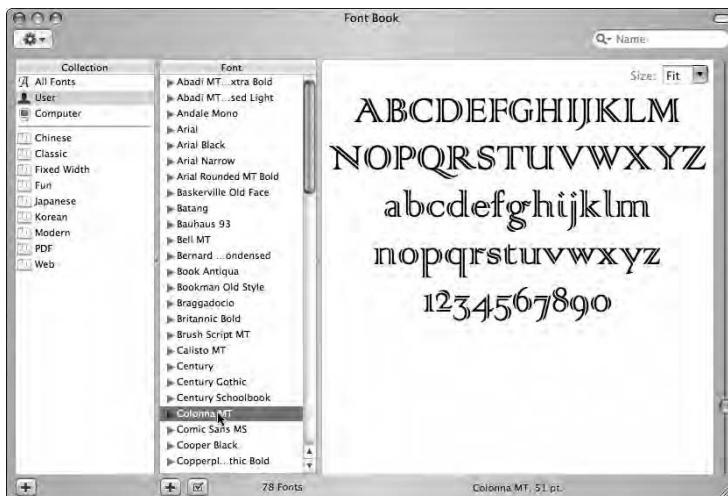 Font Book
Name
Collection
All Fonts
User
Computer
Chinese
Classic
Fixed Width
Fun
Japanese
Korean
Modern
PDF
Web
Font
Abadi MT...xtra Bold
Abadi MT...sed Light
Andale Mono
Arial
Arial Black
Arial Narrow
Arial Rounded MT Bold
Baskerville Old Face
Batang
Bauhaus 93
Bell MT
Bernard ...ondensed
Book Antiqua
Bookman Old Style
Braggadocio
Britannic Bold
Brush Script MT
Calisto MT
Century
Century Gothic
Century Schoolbook
Colonna MT
Comic Sans MS
Cooper Black
Copperpl...thic Bold
78 Fonts
Size: Fit
ABCDEFGHIJKLM
NOPQRSTUVWXYZ
abcdefghijklm
nopqrstuvwxyz
1234567890
Colonna MT, 51 pt.